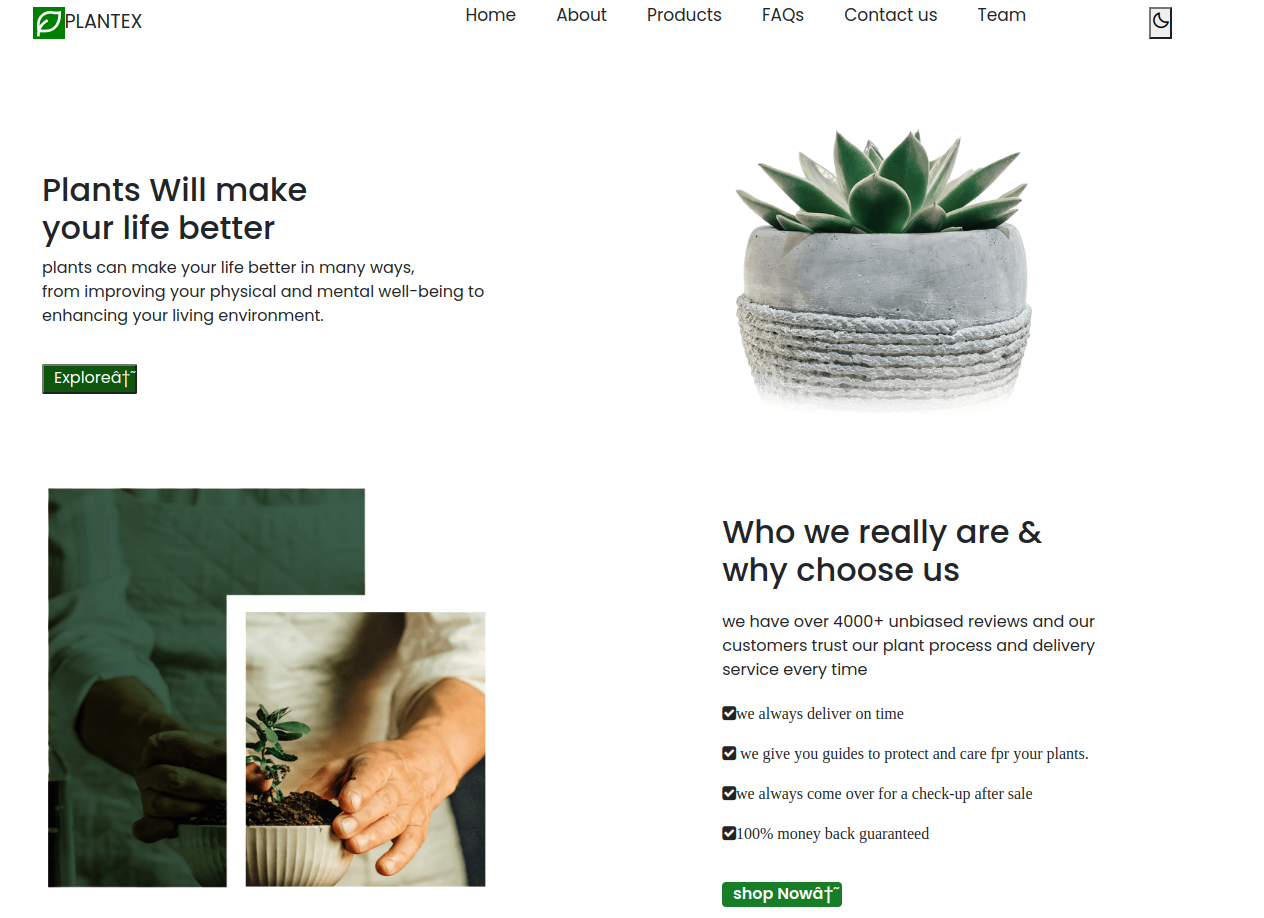 PLANTEX
Home About Products FAQs Contact us Team
Plants Will make
your life better
plants can make your life better in many ways,
from improving your physical and mental well-being to
enhancing your living environment.
Exploreâ†˜
Who we really are &
why choose us
we have over 4000+ unbiased reviews and our
customers trust our plant process and delivery
service every time
we always deliver on time
we give you guides to protect and care fpr your plants.
we always come over for a check-up after sale
100% money back guaranteed
shop Nowâ†˜